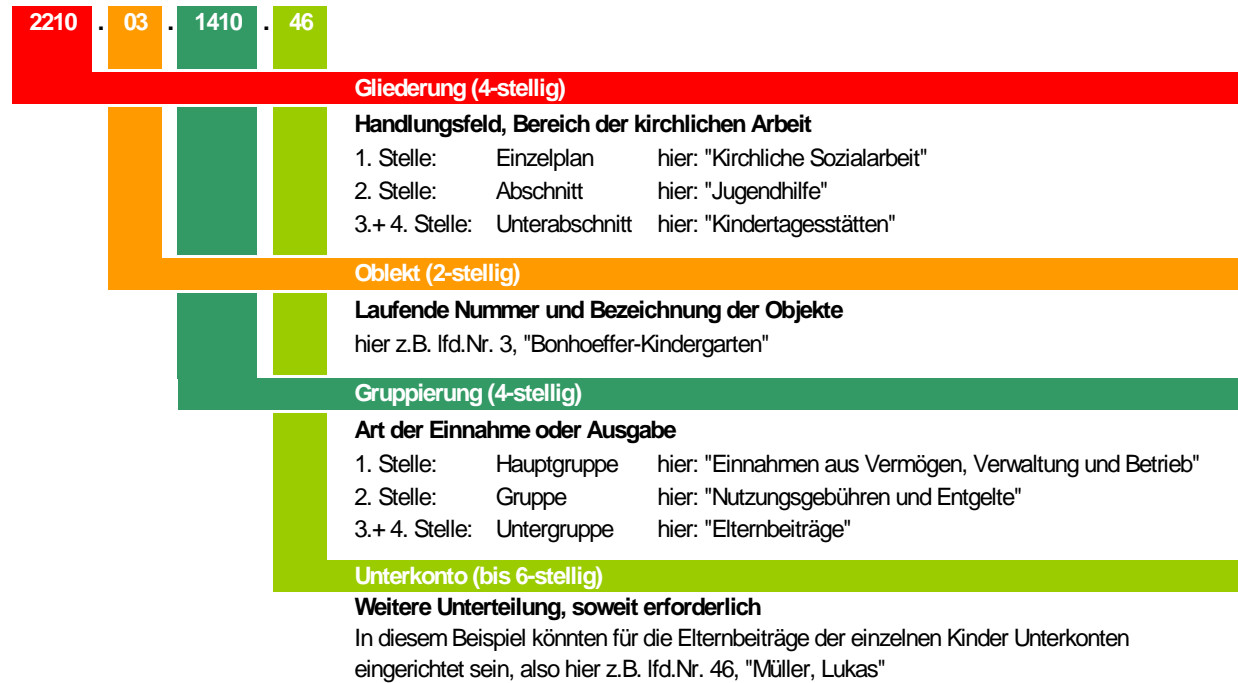 2210 . 03 . 1410 . 46
Gliederung (4-stellig)
Handlungsfeld, Bereich der kirchlichen Arbeit
1. Stelle: Einzelplan hier: "Kirchliche Sozialarbeit"
2. Stelle: Abschnitt hier: "Jugendhilfe"
3.+ 4. Stelle: Unterabschnitt hier: "Kindertagesstätten"
Oblekt (2-stellig)
Laufende Nummer und Bezeichnung der Objekte
hier z.B. lfd.Nr. 3, "Bonhoeffer-Kindergarten"
Gruppierung (4-stellig)
Art der Einnahme oder Ausgabe
1. Stelle: Hauptgruppe hier: "Einnahmen aus Vermögen, Verwaltung und Betrieb"
2. Stelle: Gruppe hier: "Nutzungsgebühren und Entgelte"
3.+ 4. Stelle: Untergruppe hier: "Elternbeiträge"
Unterkonto (bis 6-stellig)
Weitere Unterteilung, soweit erforderlich
In diesem Beispiel könnten für die Elternbeiträge der einzelnen Kinder Unterkonten
eingerichtet sein, also hier z.B. lfd.Nr. 46, "Müller, Lukas"